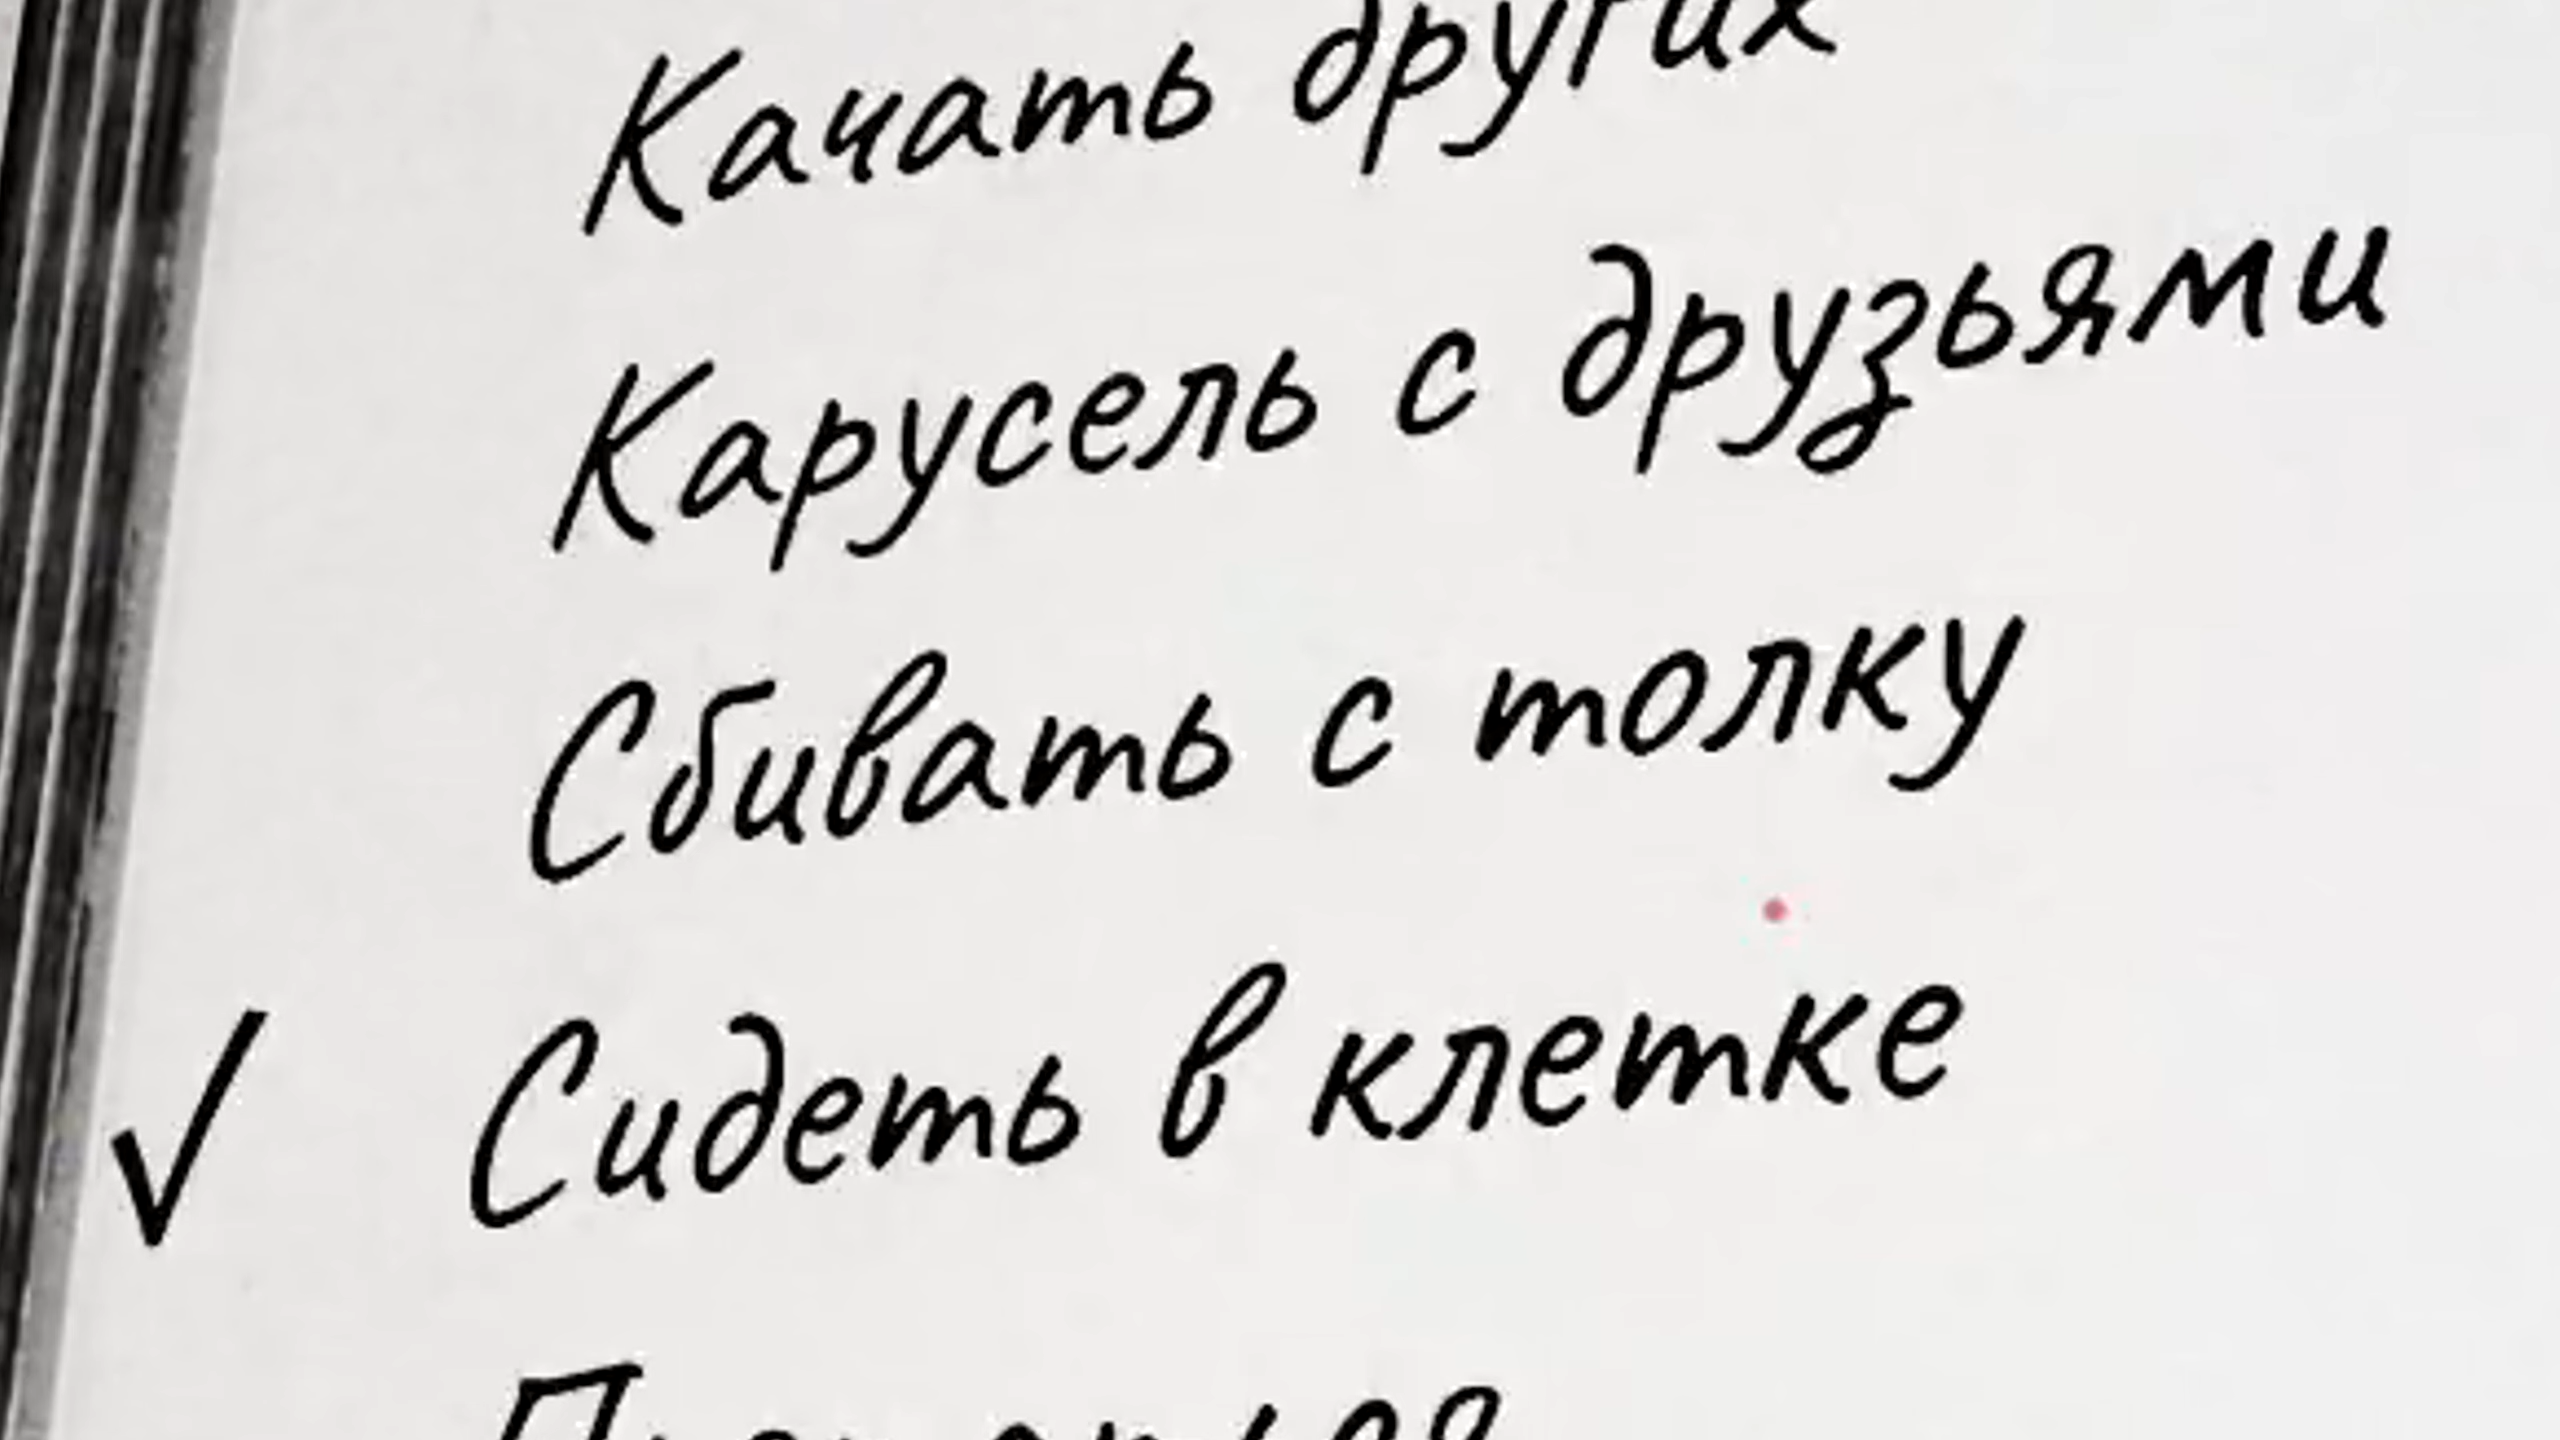 Качать других
Карусель с друзьями
Сбивать с толку
✓ Сидеть в клетке